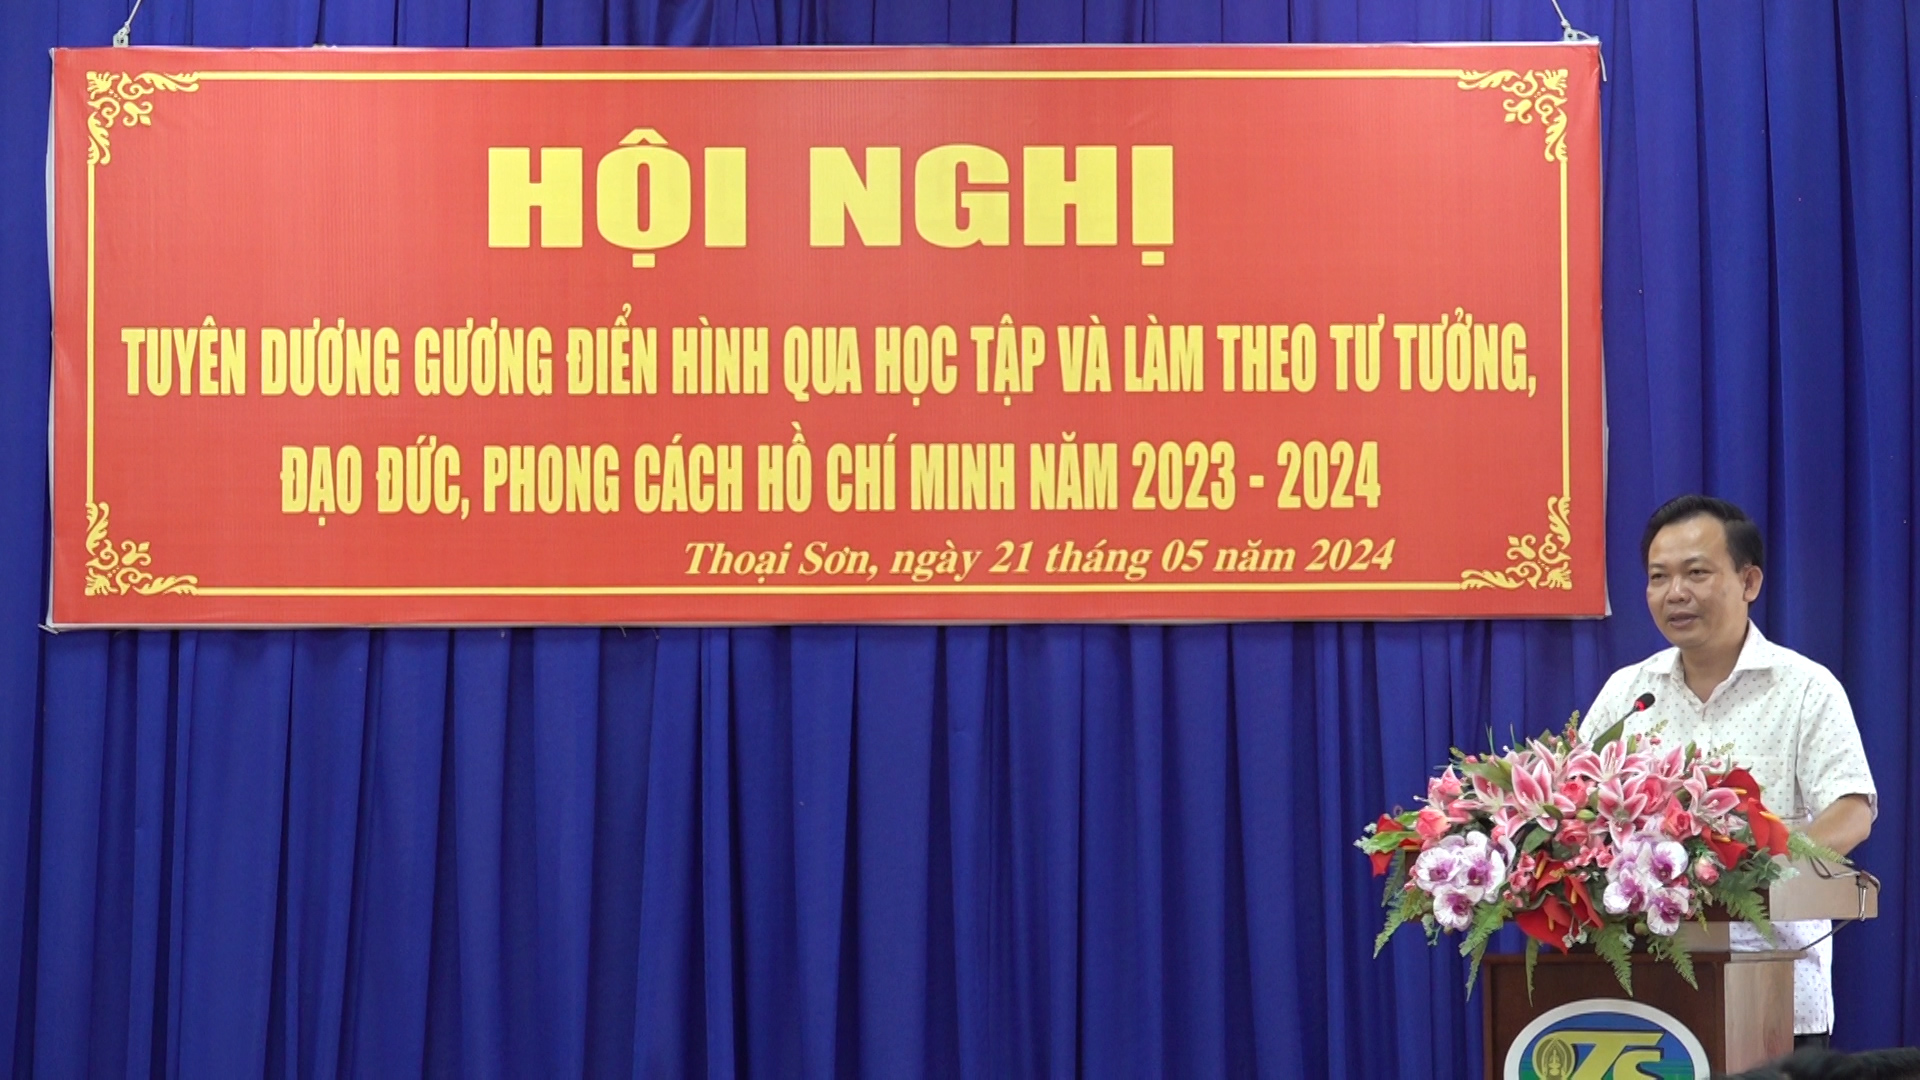 HỘI NGHỊ
TUYÊN DƯƠNG GƯƠNG ĐIỂN HÌNH QUA HỌC TẬP VÀ LÀM THEO TƯ TƯỞNG,
ĐẠO ĐỨC, PHONG CÁCH HỒ CHÍ MINH NĂM 2023 - 2024
Thoại Sơn, ngày 21 tháng 05 năm 2024
TS